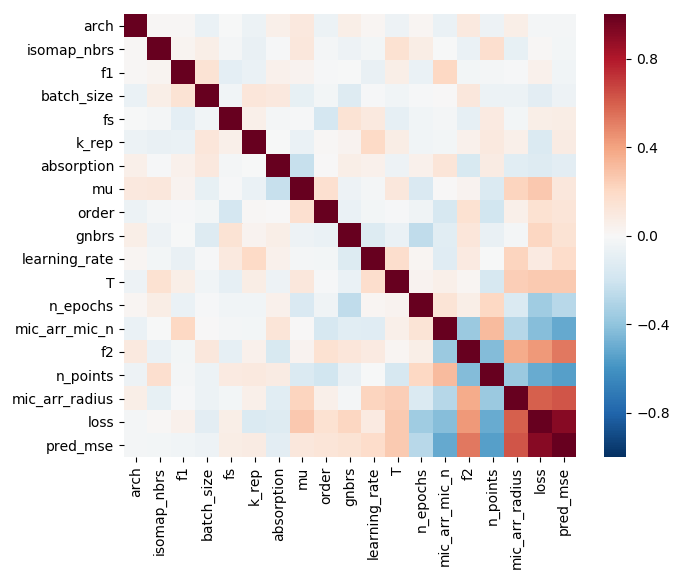 arch
isomap_nbrs
f1
batch_size
fs
k_rep
absorption
mu
order
gnbrs
learning_rate
T
n_epochs
mic_arr_mic_n
f2
n_points
mic_arr_radius
loss
pred_mse
arch
isomap_nbrs
f1
batch_size
fs
k_rep
absorption
mu
order
gnbrs
learning_rate
T
n_epochs
mic_arr_mic_n
f2
n_points
mic_arr_radius
loss
pred_mse
0.8
0.4
0.0
−0.4
−0.8